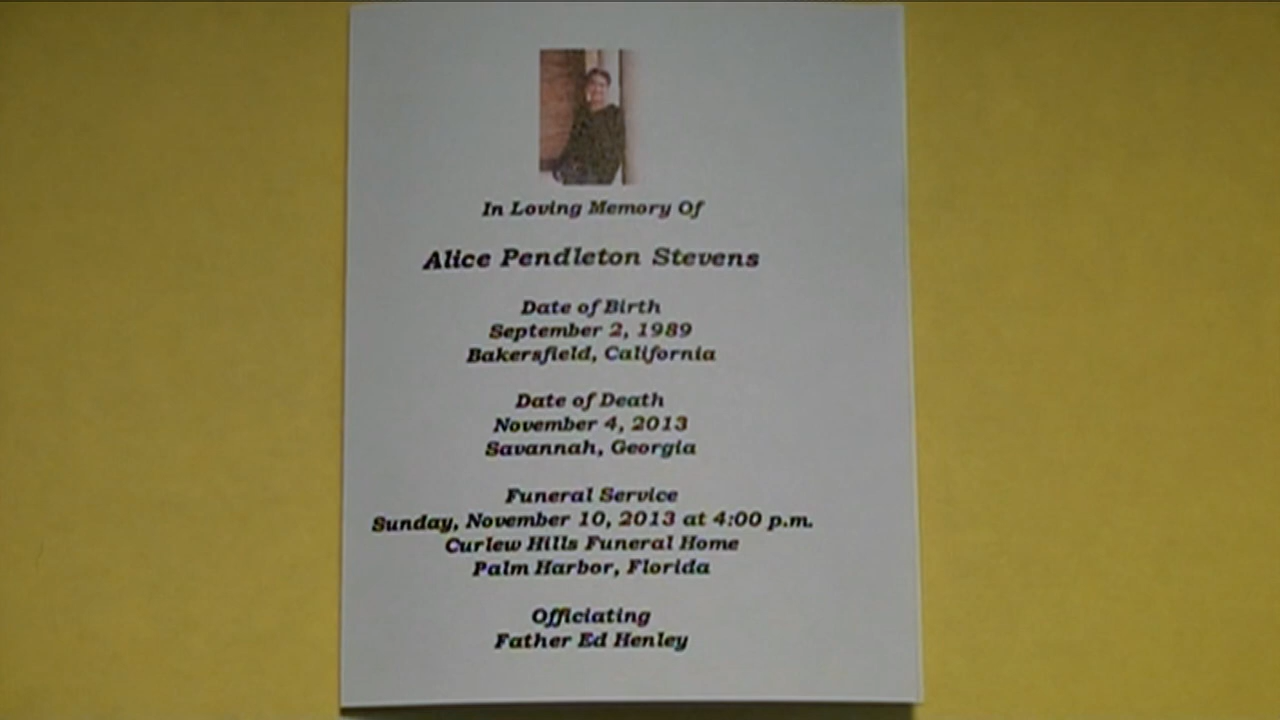 In Loving Memory Of
Alice Pendleton Stevens
Date of Birth
September 2, 1989
Bakersfield, California
Date of Death
November 4, 2013
Savannah, Georgia
Funeral Service
Sunday, November 10, 2013 at 4:00 p.m.
Curlew Hills Funeral Home
Palm Harbor, Florida
Officiating
Father Ed Henley